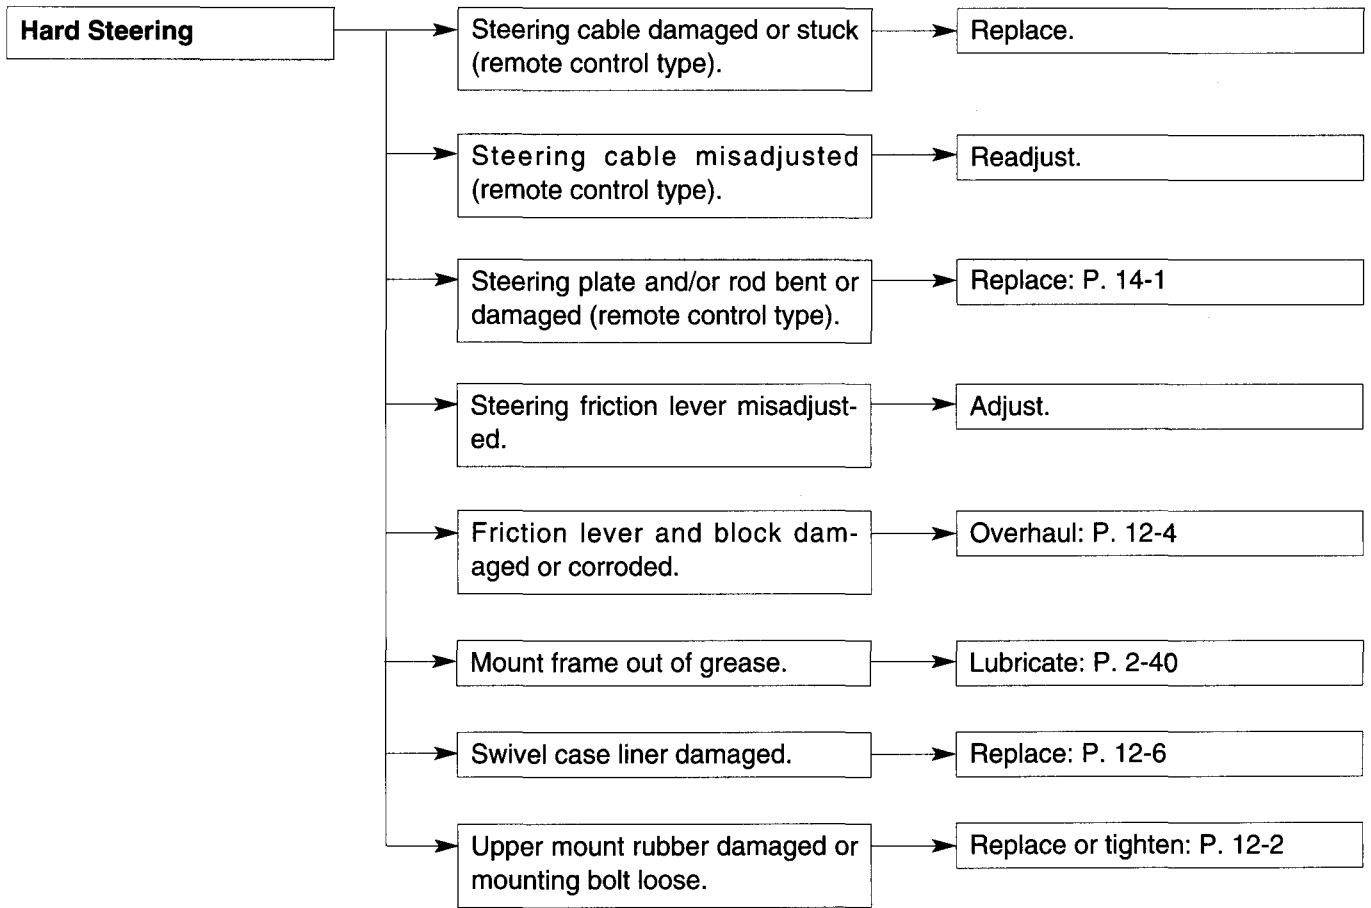 Hard Steering
Steering cable damaged or stuck
(remote control type).
Replace.
Steering cable misadjusted
(remote control type).
Readjust.
Steering plate and/or rod bent or
damaged (remote control type).
Replace: P. 14-1
Steering friction lever misadjust-
ed.
Adjust.
Friction lever and block dam-
aged or corroded.
Overhaul: P. 12-4
Mount frame out of grease.
Lubricate: P. 2-40
Swivel case liner damaged.
Replace: P. 12-6
Upper mount rubber damaged or
mounting bolt loose.
Replace or tighten: P. 12-2